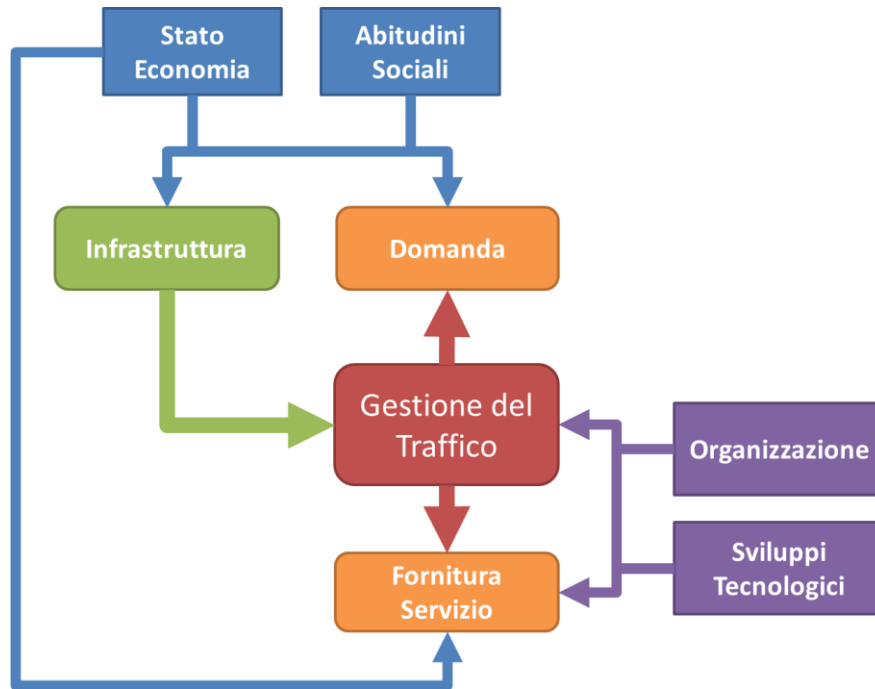 Stato
Economia
Abitudini
Sociali
Infrastruttura
Domanda
Gestione del
Traffico
Organizzazione
Sviluppi
Tecnologici
Fornitura
Servizio